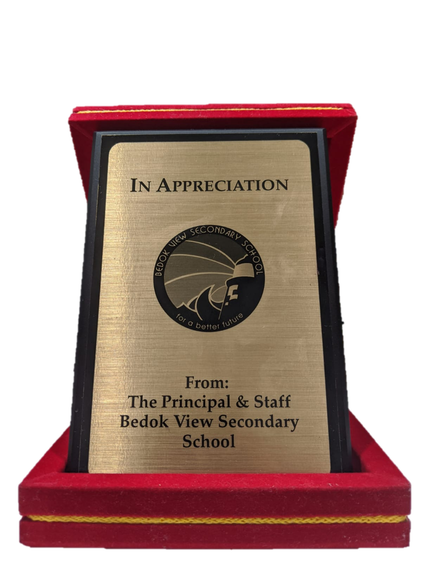 IN APPRECIATION
BEDOK VIEW SECONDARY SCHOOL
for a better future
From:
The Principal & Staff
Bedok View Secondary
School